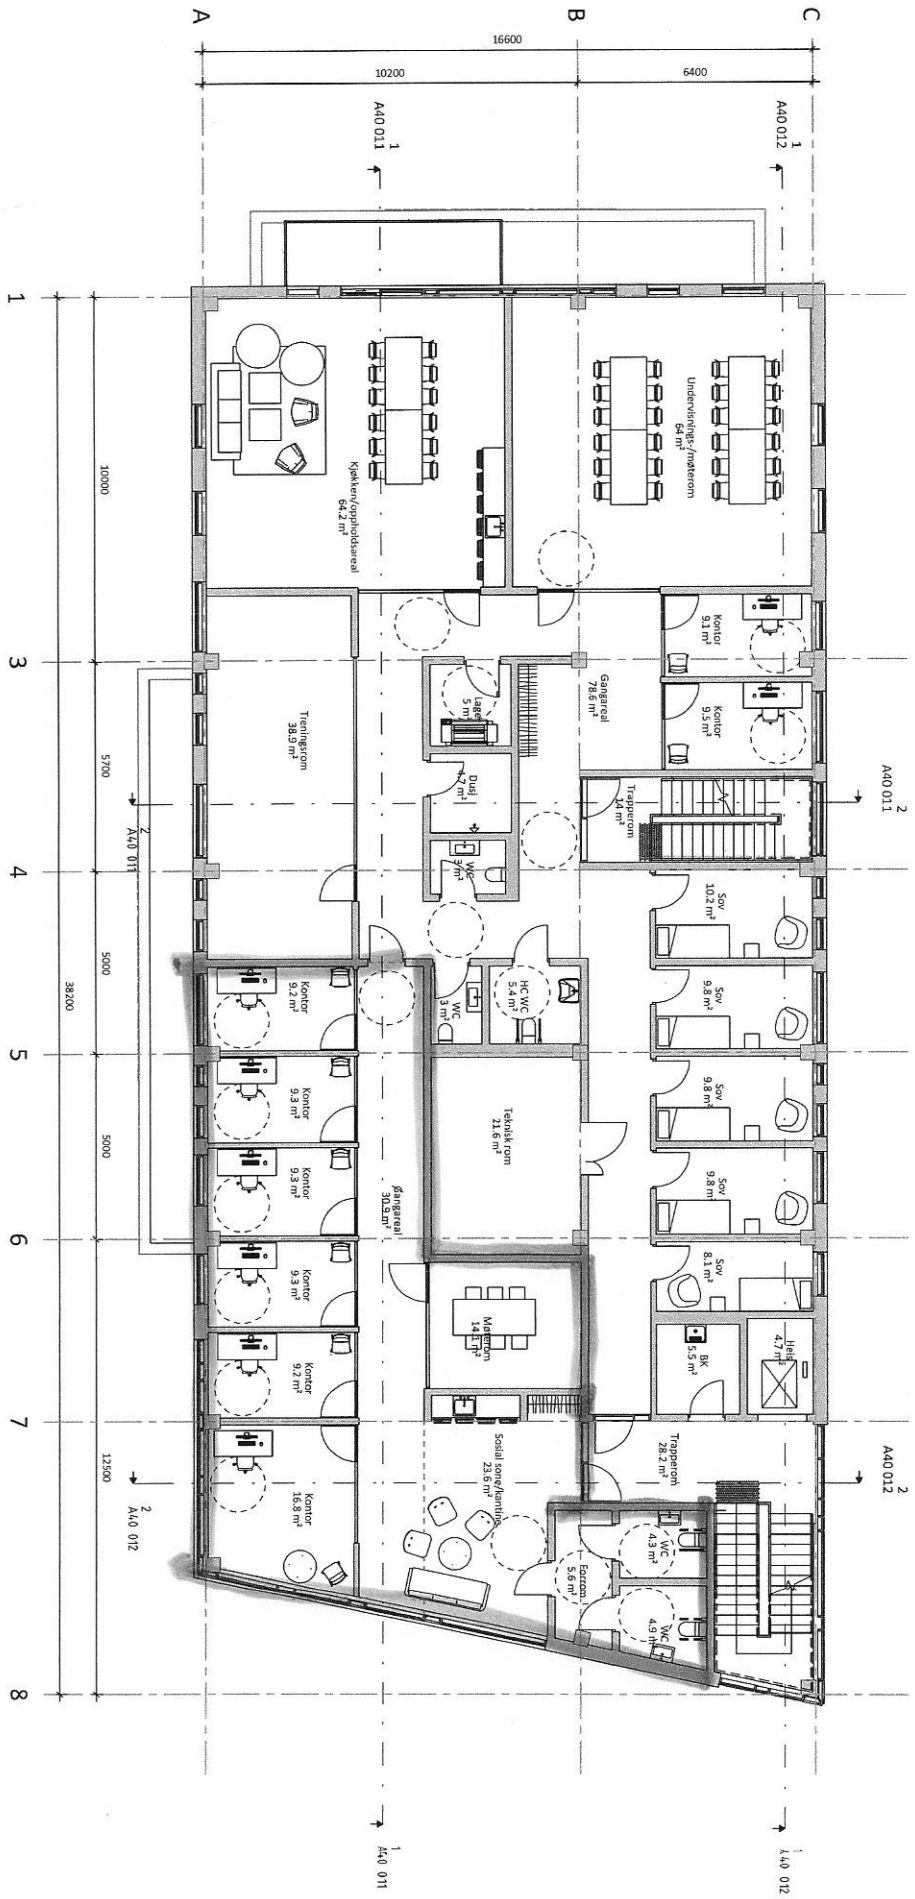 A
B
C
16600
10200
6400
1
A40 011
1
A40 012
1
Undervisnings-/møterom
64 m²
Kjøkken/oppholdsareal
64.2 m²
10000
Kontor
9.1 m²
3
Gangareal
78.6 m²
Kontor
9.5 m²
Lager
5 m²
Treningsrom
38.9 m²
5700
Dusj
4.7 m²
Trapperom
14 m²
2
A40 011
2
A40 011
4
WC
3 m²
Sov
10.2 m²
5000
38200
Kontor
9.2 m²
WC
3 m²
HC WC
5.4 m²
Sov
9.8 m²
5
Kontor
9.3 m²
Teknisk rom
21.6 m²
Sov
9.8 m²
5000
Kontor
9.3 m²
Gangareal
30.9 m²
Sov
9.8 m²
6
Kontor
9.3 m²
Sov
8.1 m²
Møterom
14.1 m²
Kontor
9.2 m²
BK
5.5 m²
Heis
4.7 m²
7
Sosial sone/kantine
23.6 m²
Trapperom
28.2 m²
12500
Kontor
16.8 m²
2
A40 012
2
A40 012
WC
4.3 m²
Forrom
5.6 m²
WC
4.9 m²
8
1
A40 011
1
A40 012